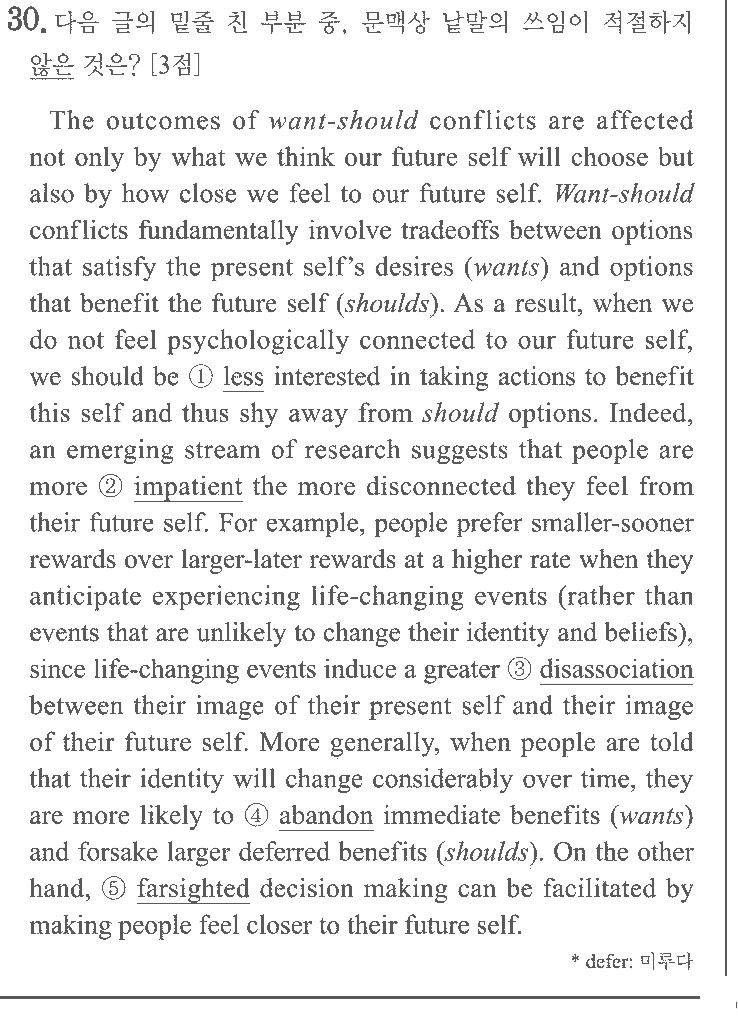 30. 다음 글의 밑줄 친 부분 중, 문맥상 낱말의 쓰임이 적절하지
않은 것은? [3점]
The outcomes of want-should conflicts are affected
not only by what we think our future self will choose but
also by how close we feel to our future self. Want-should
conflicts fundamentally involve tradeoffs between options
that satisfy the present self's desires (wants) and options
that benefit the future self (shoulds). As a result, when we
do not feel psychologically connected to our future self,
we should be ① less interested in taking actions to benefit
this self and thus shy away from should options. Indeed,
an emerging stream of research suggests that people are
more ② impatient the more disconnected they feel from
their future self. For example, people prefer smaller-sooner
rewards over larger-later rewards at a higher rate when they
anticipate experiencing life-changing events (rather than
events that are unlikely to change their identity and beliefs),
since life-changing events induce a greater ③ disassociation
between their image of their present self and their image
of their future self. More generally, when people are told
that their identity will change considerably over time, they
are more likely to ④ abandon immediate benefits (wants)
and forsake larger deferred benefits (shoulds). On the other
hand, ⑤ farsighted decision making can be facilitated by
making people feel closer to their future self.
* defer: 미루다